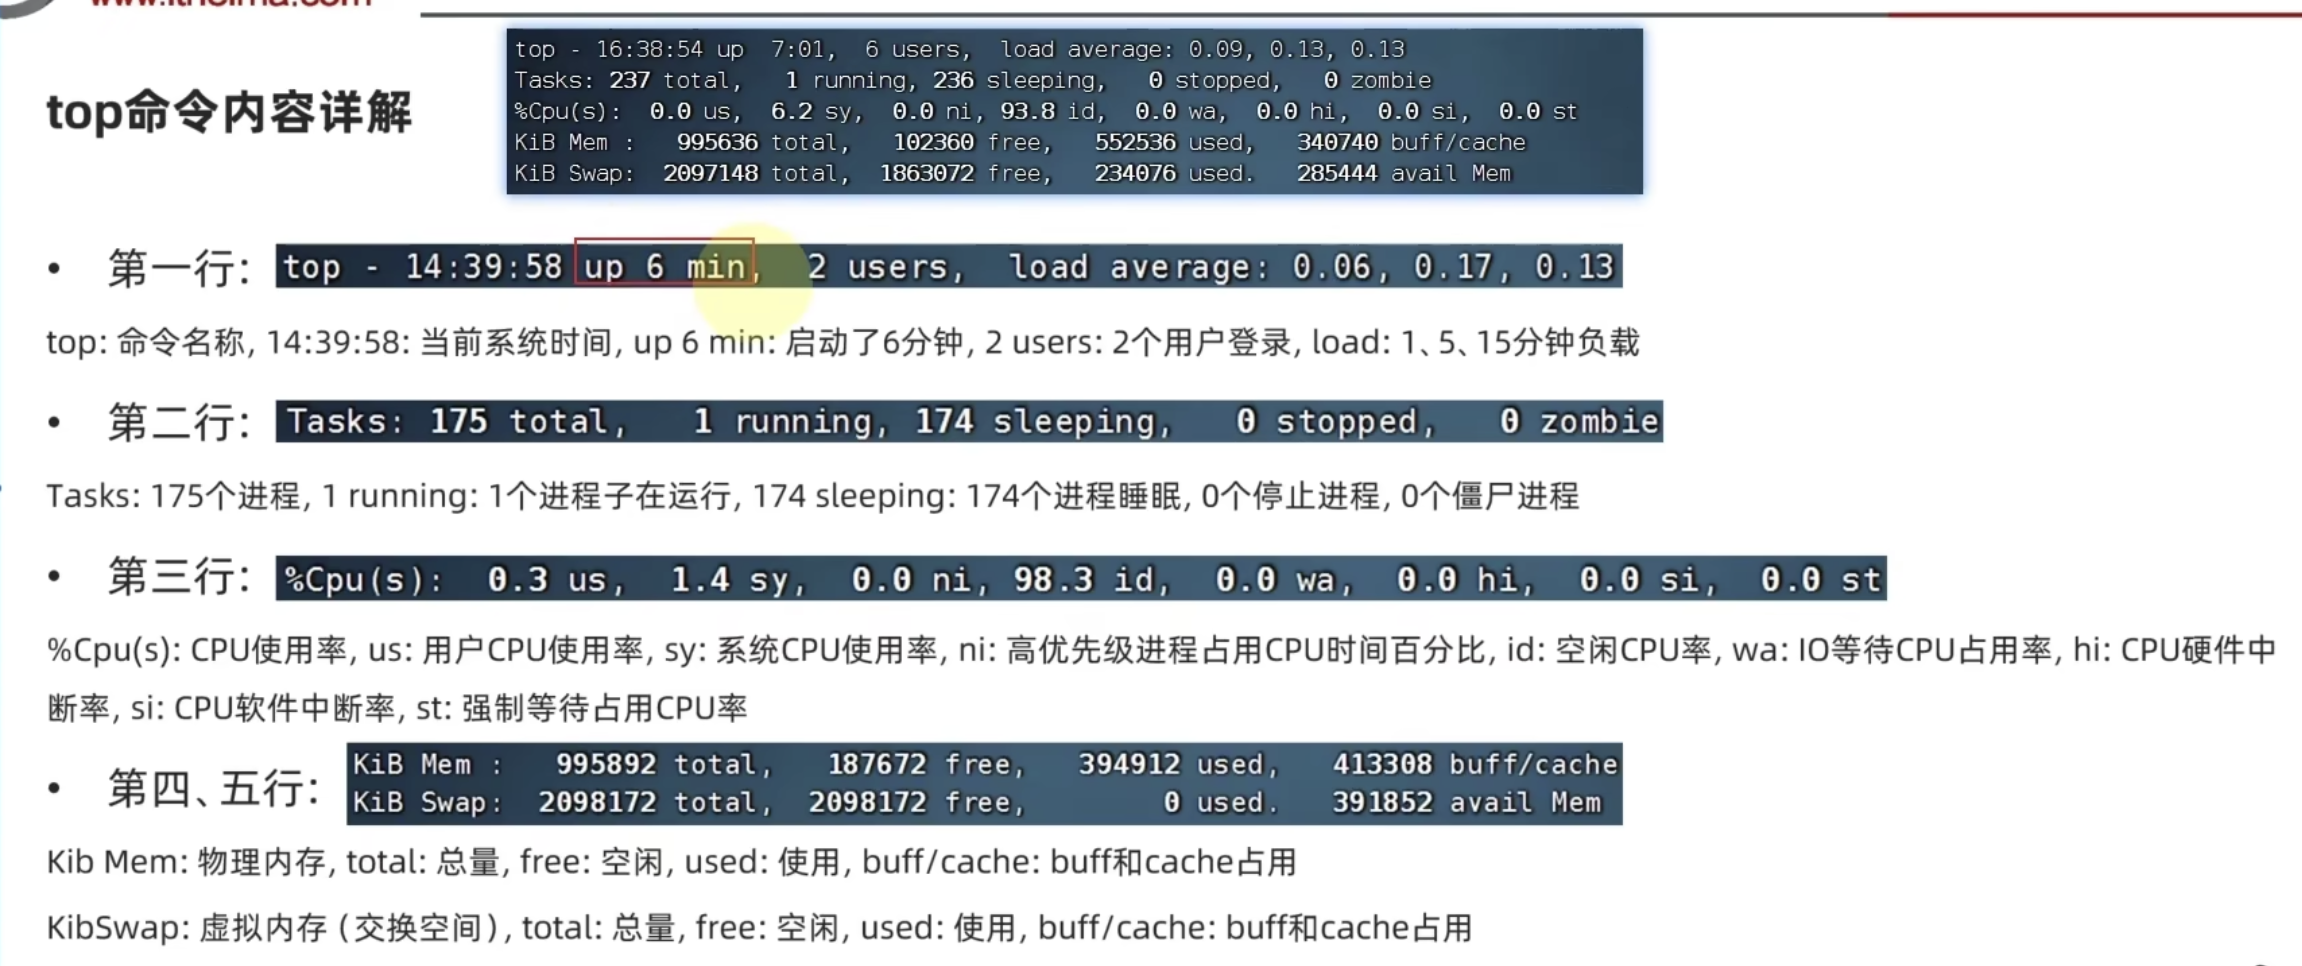 top - 16:38:54 up  7:01,  6 users,  load average: 0.09, 0.13, 0.13
Tasks: 237 total,   1 running, 236 sleeping,   0 stopped,   0 zombie
%Cpu(s):  0.0 us,  6.2 sy,  0.0 ni, 93.8 id,  0.0 wa,  0.0 hi,  0.0 si,  0.0 st
KiB Mem :   995636 total,   102360 free,   552536 used,   340740 buff/cache
KiB Swap:  2097148 total,  1863072 free,   234076 used.   285444 avail Mem
top命令内容详解
• 第一行: top - 14:39:58 up 6 min,  2 users,  load average: 0.06, 0.17, 0.13
top: 命令名称, 14:39:58: 当前系统时间, up 6 min: 启动了6分钟, 2 users: 2个用户登录, load: 1、5、15分钟负载
• 第二行: Tasks: 175 total,   1 running, 174 sleeping,   0 stopped,   0 zombie
Tasks: 175个进程, 1 running: 1个进程子在运行, 174 sleeping: 174个进程睡眠, 0个停止进程, 0个僵尸进程
• 第三行: %Cpu(s):  0.3 us,  1.4 sy,  0.0 ni, 98.3 id,  0.0 wa,  0.0 hi,  0.0 si,  0.0 st
%Cpu(s): CPU使用率, us: 用户CPU使用率, sy: 系统CPU使用率, ni: 高优先级进程占用CPU时间百分比, id: 空闲CPU率, wa: IO等待CPU占用率, hi: CPU硬件中
断率, si: CPU软件中断率, st: 强制等待占用CPU率
• 第四、五行:
KiB Mem :   995892 total,   187672 free,   394912 used,   413308 buff/cache
KiB Swap:  2098172 total,  2098172 free,        0 used.   391852 avail Mem
Kib Mem: 物理内存, total: 总量, free: 空闲, used: 使用, buff/cache: buff和cache占用
KibSwap: 虚拟内存 (交换空间), total: 总量, free: 空闲, used: 使用, buff/cache: buff和cache占用